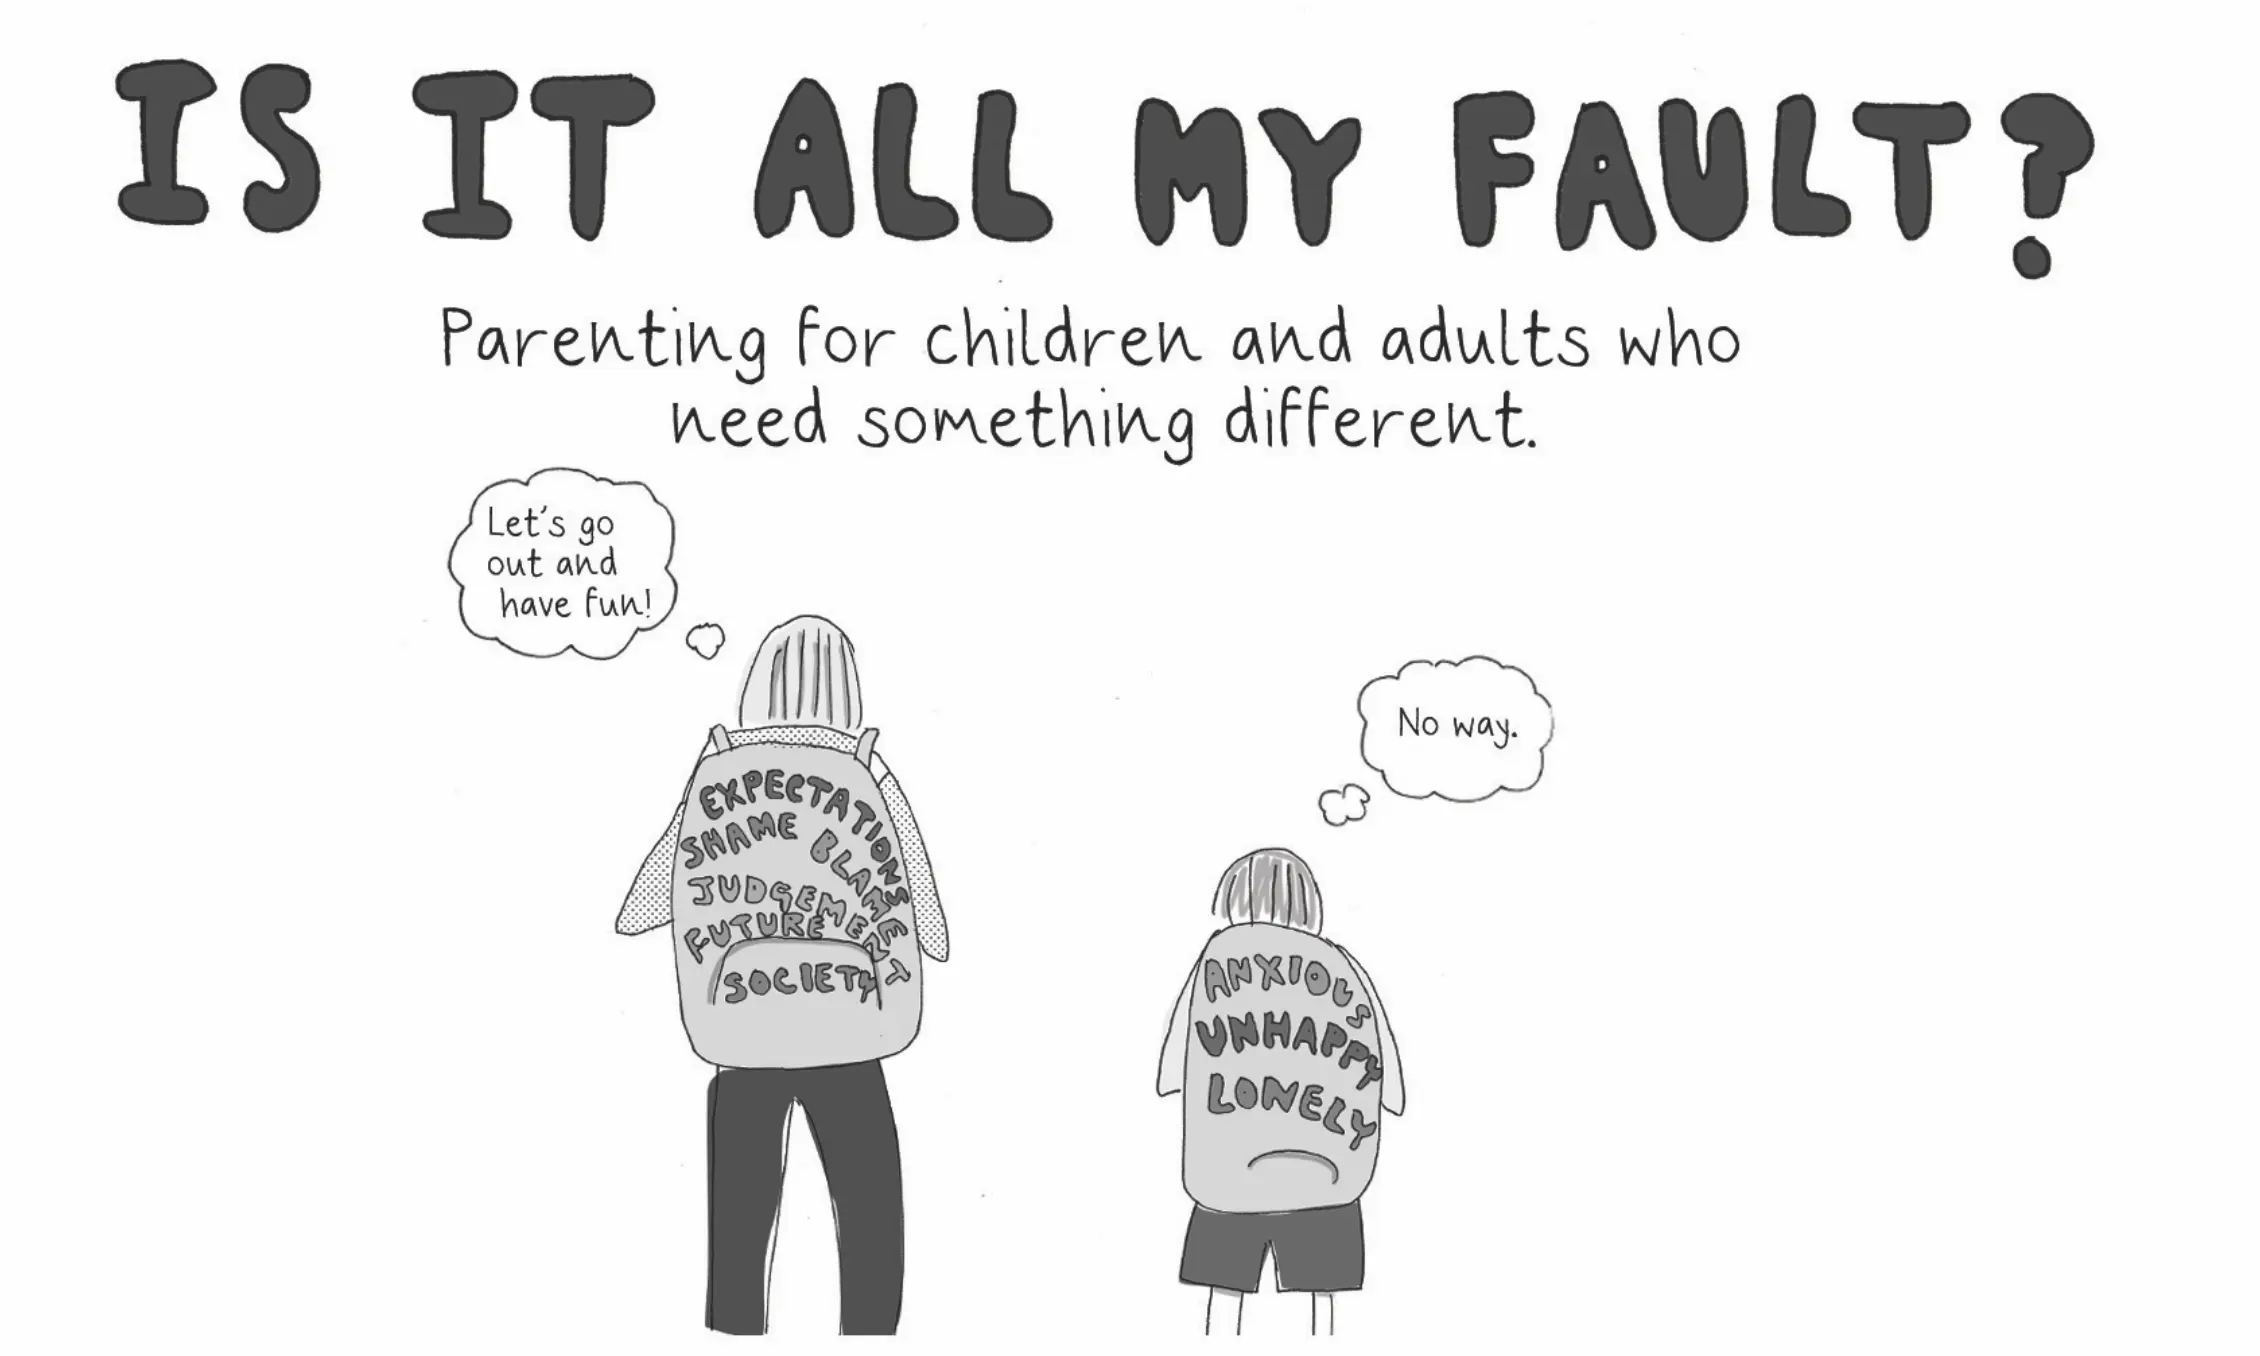 IS IT ALL MY FAULT?
Parenting for children and adults who
need something different.
Let's go
out and
have fun!
No way.
EXPECTATIONS
SHAME
BLAME
JUDGEMENT
FUTURE
SOCIETY
ANXIOUS
UNHAPPY
LONELY